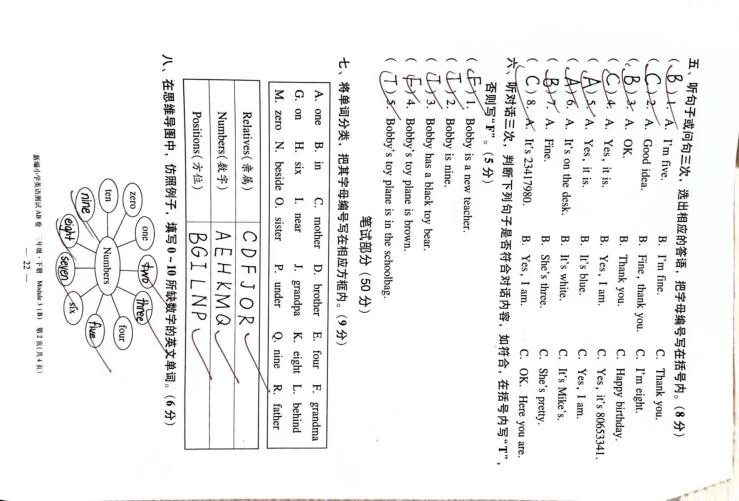 五、听句子或问句三次，选出相应的答语，把字母编号写在括号内。(8分)
( B ) 1. A. I'm five. B. I'm fine. C. Thank you.
( C ) 2. A. Good idea. B. Fine, thank you. C. I'm eight.
( B ) 3. A. OK. B. Thank you. C. Happy birthday.
( C ) 4. A. Yes, it is. B. Yes, I am. C. Yes, it's 80653341.
( A ) 5. A. Yes, it is. B. It's blue. C. Yes, I am.
( A ) 6. A. It's on the desk. B. It's white. C. It's Mike's.
( B ) 7. A. Fine. B. She's three. C. She's pretty.
( C ) 8. A. It's 23417980. B. Yes, I am. C. OK. Here you are.
六、听对话三次，判断下列句子是否符合对话内容，如符合，在括号内写"T"，
否则写"F"。(5分)
( F ) 1. Bobby is a new teacher.
( T ) 2. Bobby is nine.
( T ) 3. Bobby has a black toy bear.
( F ) 4. Bobby's toy plane is brown.
( T ) 5. Bobby's toy plane is in the schoolbag.
笔试部分(50分)
七、将单词分类，把其字母编号写在相应方框内。(9分)
A. one B. in C. mother D. brother E. four F. grandma
G. on H. six I. near J. grandpa K. eight L. behind
M. zero N. beside O. sister P. under Q. nine R. father
Relatives(亲属) C D F J O R
Numbers(数字) A E H K M Q
Positions(方位) B G I L N P
八、在思维导图中，仿照例子，填写0~10所缺数字的英文单词。(6分)
Numbers
zero
one
two
three
four
five
six
seven
eight
nine
ten
新编小学英语测试AB卷 三年级·下册 Module 3 (B) 第2页(共4页)
— 22 —